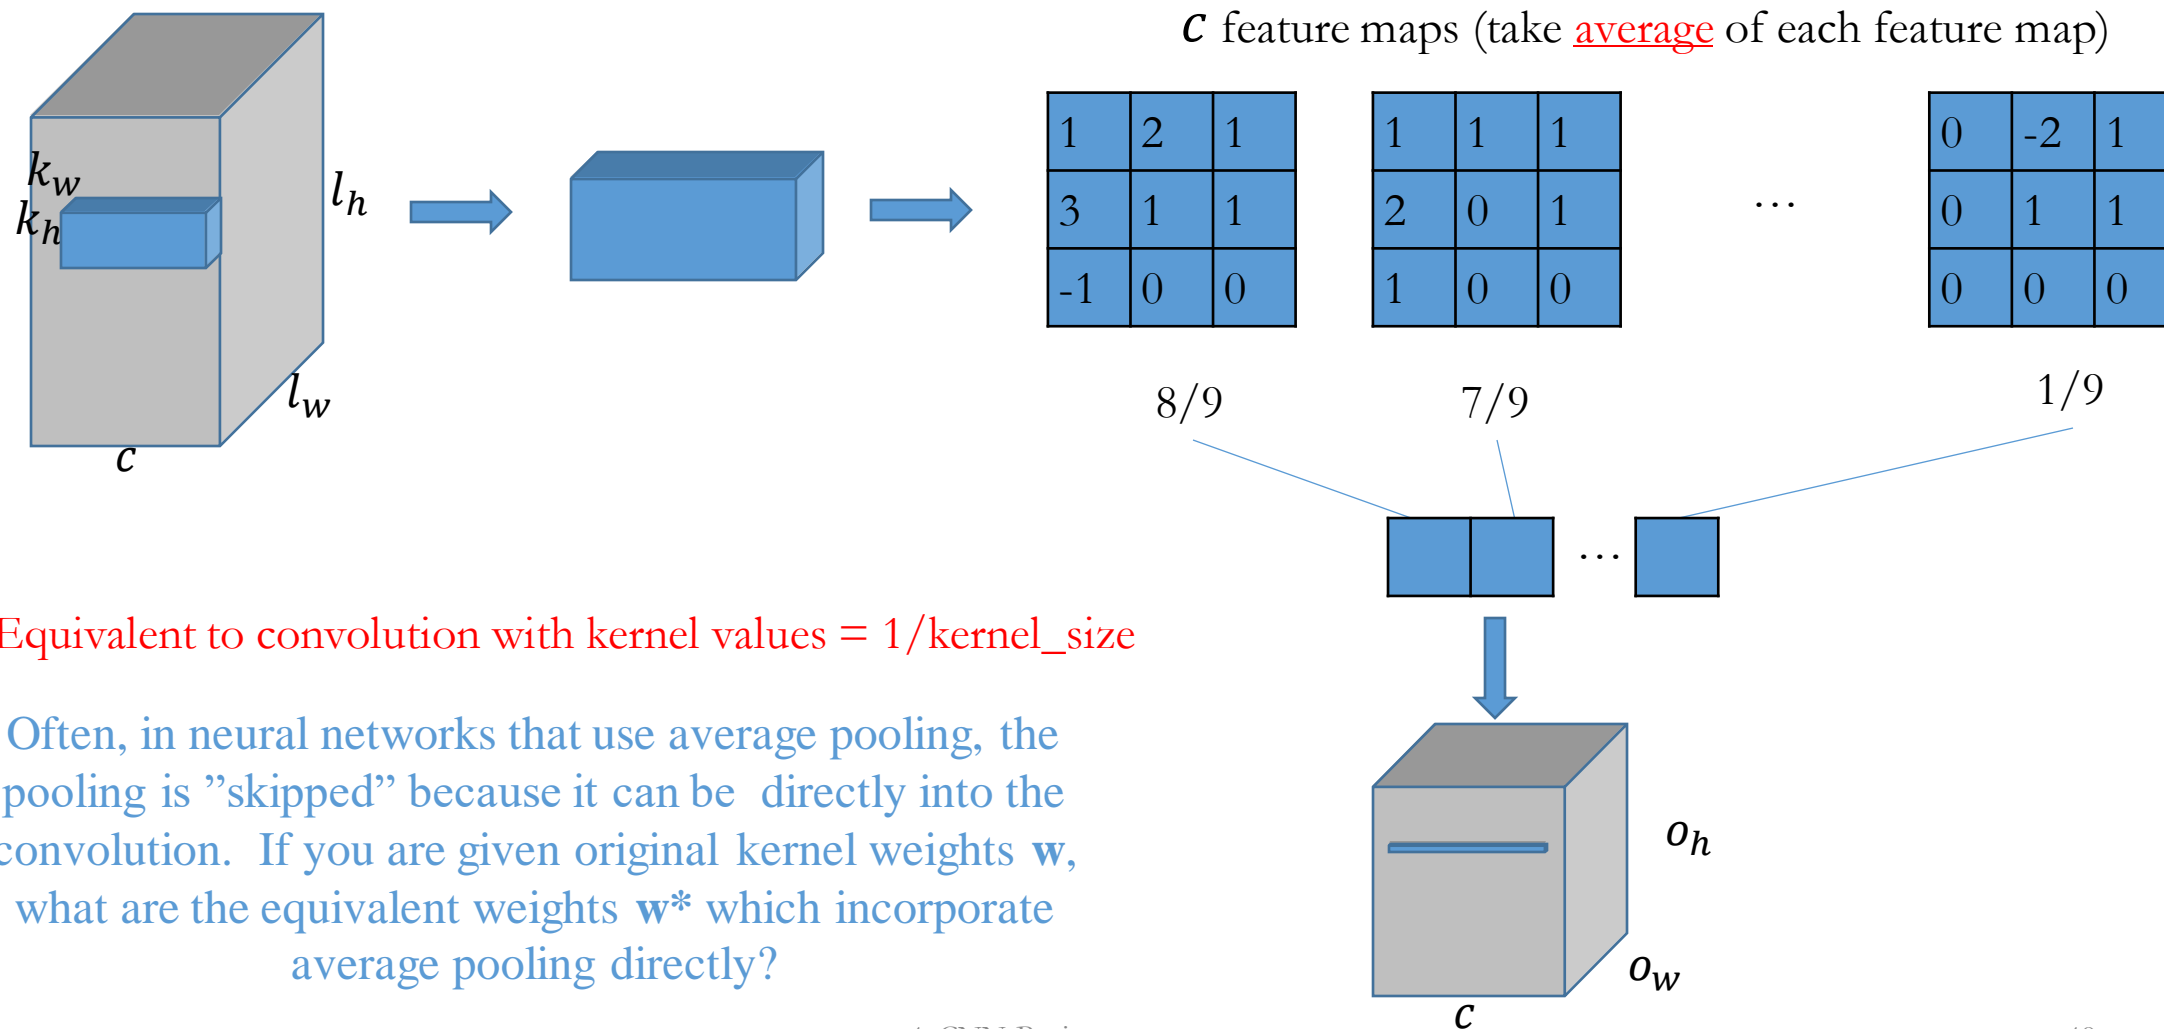 c feature maps (take average of each feature map)
k_w
k_h
l_h
l_w
c
1 2 1
3 1 1
-1 0 0
1 1 1
2 0 1
1 0 0
...
0 -2 1
0 1 1
0 0 0
8/9
7/9
1/9
...
Equivalent to convolution with kernel values = 1/kernel_size
Often, in neural networks that use average pooling, the
pooling is ”skipped” because it can be directly into the
convolution. If you are given original kernel weights w,
what are the equivalent weights w* which incorporate
average pooling directly?
o_h
o_w
c